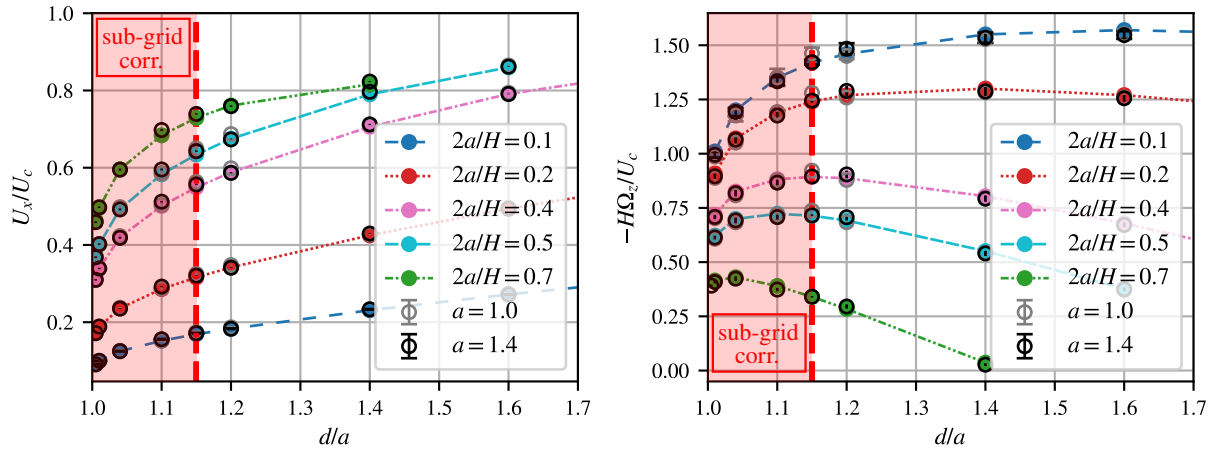 1.0
0.8
0.6
0.4
0.2
U_x/U_c
sub-grid
corr.
2a/H = 0.1
2a/H = 0.2
2a/H = 0.4
2a/H = 0.5
2a/H = 0.7
a = 1.0
a = 1.4
1.0 1.1 1.2 1.3 1.4 1.5 1.6 1.7
d/a
1.50
1.25
1.00
0.75
0.50
0.25
0.00
−HΩ_z/U_c
sub-grid
corr.
2a/H = 0.1
2a/H = 0.2
2a/H = 0.4
2a/H = 0.5
2a/H = 0.7
a = 1.0
a = 1.4
1.0 1.1 1.2 1.3 1.4 1.5 1.6 1.7
d/a